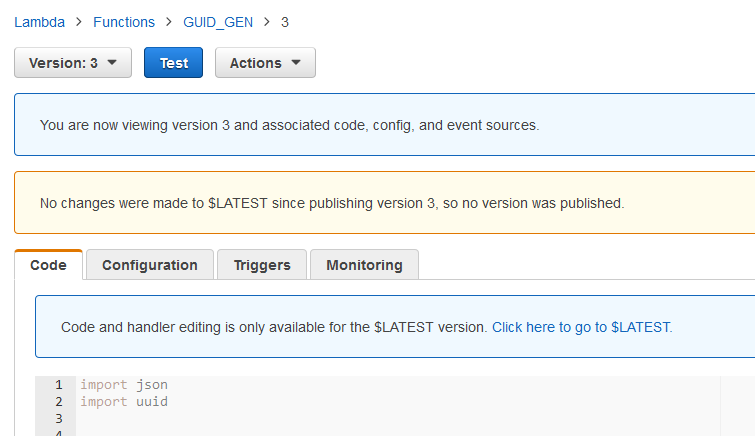 Lambda > Functions > GUID_GEN > 3
Version: 3 Test Actions
You are now viewing version 3 and associated code, config, and event sources.
No changes were made to $LATEST since publishing version 3, so no version was published.
Code Configuration Triggers Monitoring
Code and handler editing is only available for the $LATEST version. Click here to go to $LATEST.
1 import json
2 import uuid
3
4